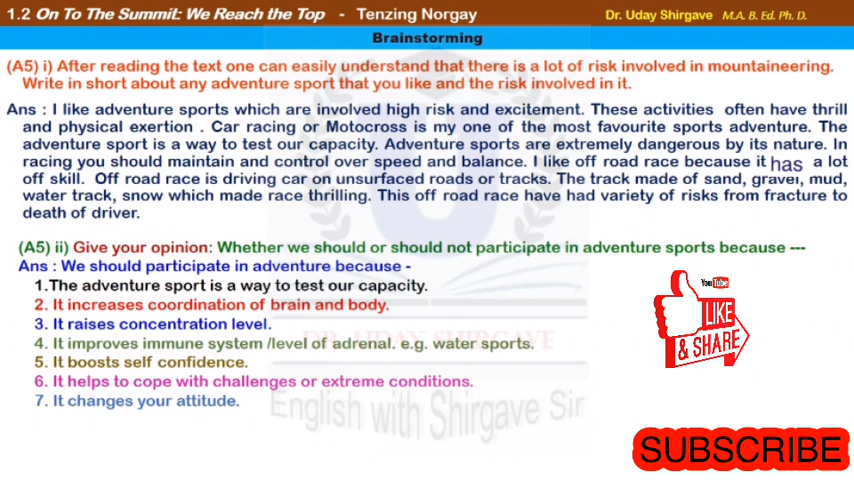 1.2 On To The Summit: We Reach the Top - Tenzing Norgay Dr. Uday Shirgave M.A. B. Ed. Ph. D.
Brainstorming
(A5) i) After reading the text one can easily understand that there is a lot of risk involved in mountaineering.
Write in short about any adventure sport that you like and the risk involved in it.
Ans : I like adventure sports which are involved high risk and excitement. These activities often have thrill
and physical exertion . Car racing or Motocross is my one of the most favourite sports adventure. The
adventure sport is a way to test our capacity. Adventure sports are extremely dangerous by its nature. In
racing you should maintain and control over speed and balance. I like off road race because it has a lot
off skill. Off road race is driving car on unsurfaced roads or tracks. The track made of sand, gravel, mud,
water track, snow which made race thrilling. This off road race have had variety of risks from fracture to
death of driver.
(A5) ii) Give your opinion: Whether we should or should not participate in adventure sports because ---
Ans : We should participate in adventure because -
1.The adventure sport is a way to test our capacity.
2. It increases coordination of brain and body.
3. It raises concentration level.
4. It improves immune system /level of adrenal. e.g. water sports.
5. It boosts self confidence.
6. It helps to cope with challenges or extreme conditions.
7. It changes your attitude.
DR. UDAY SHIRGAVE
English with Shirgave Sir
YouTube
LIKE
& SHARE
SUBSCRIBE